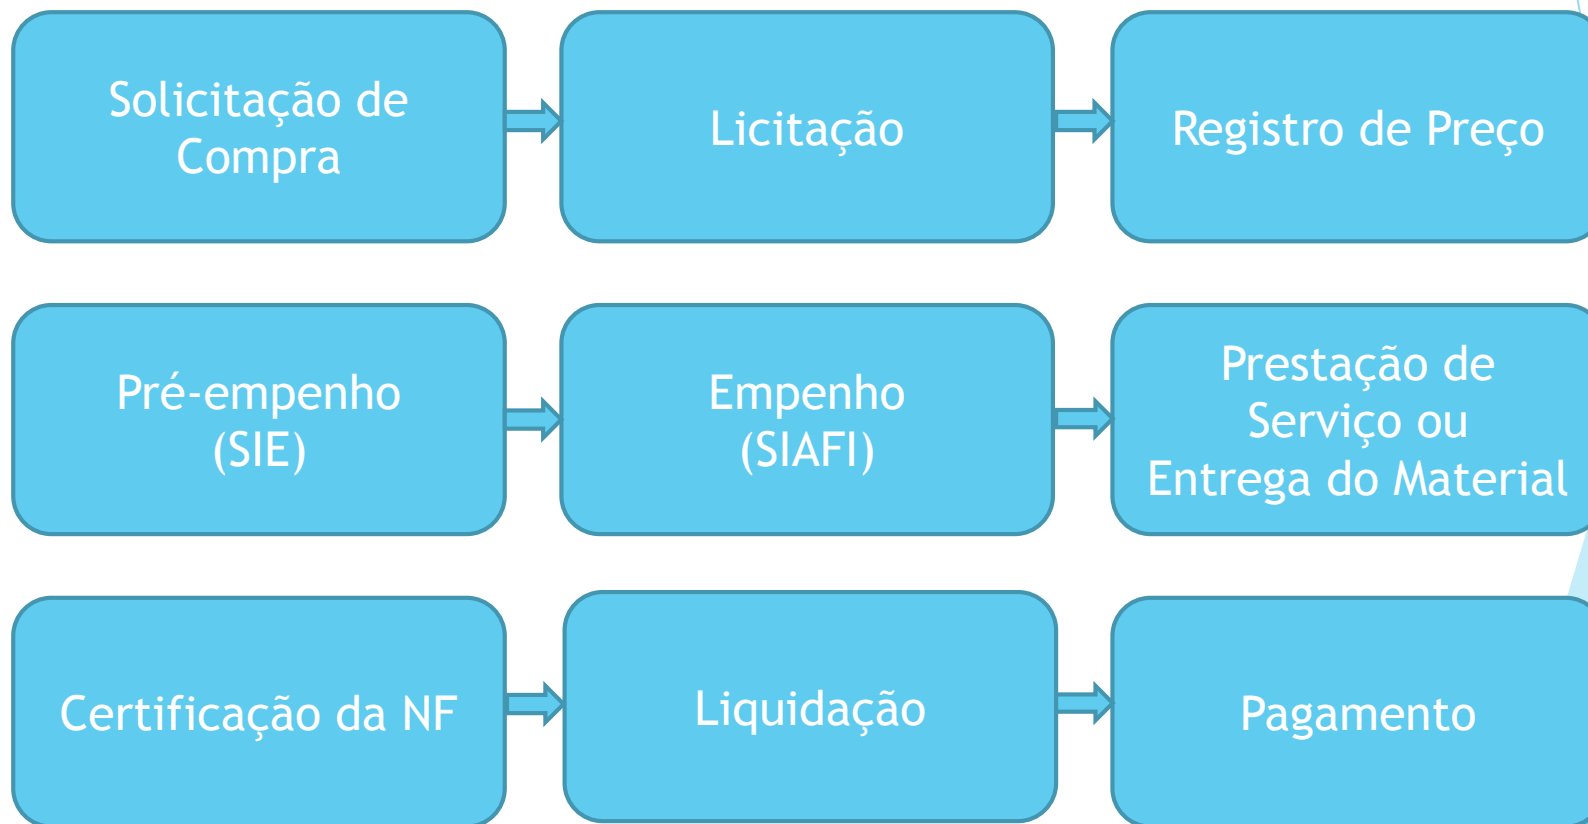 Solicitação de
Compra
Licitação
Registro de Preço
Pré-empenho
(SIE)
Empenho
(SIAFI)
Prestação de
Serviço ou
Entrega do Material
Certificação da NF
Liquidação
Pagamento